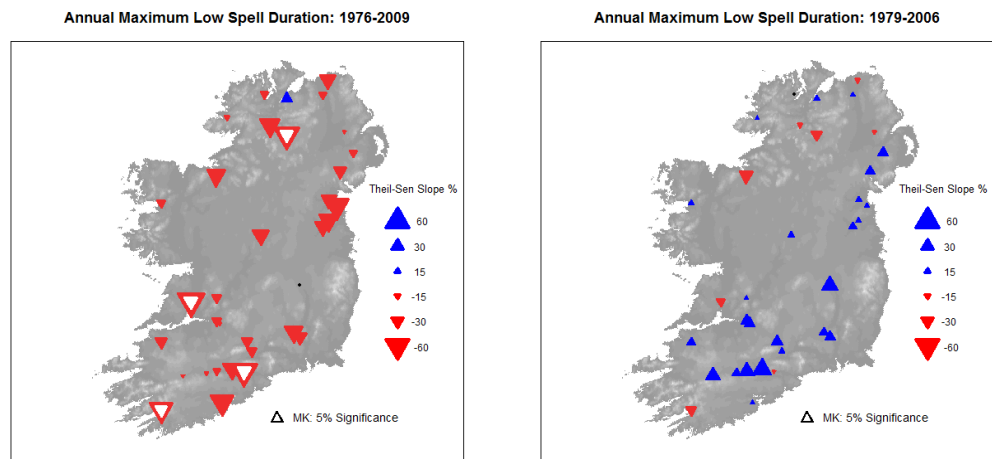 Annual Maximum Low Spell Duration: 1976-2009
Theil-Sen Slope %
60
30
15
-15
-30
-60
MK: 5% Significance
Annual Maximum Low Spell Duration: 1979-2006
Theil-Sen Slope %
60
30
15
-15
-30
-60
MK: 5% Significance